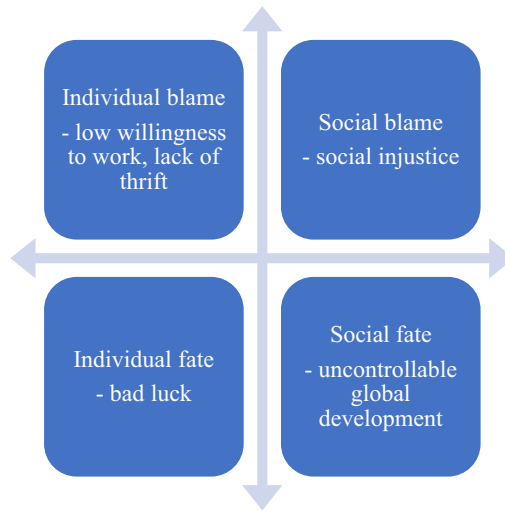 Individual blame
- low willingness
to work, lack of
thrift
Social blame
- social injustice
Individual fate
- bad luck
Social fate
- uncontrollable
global
development